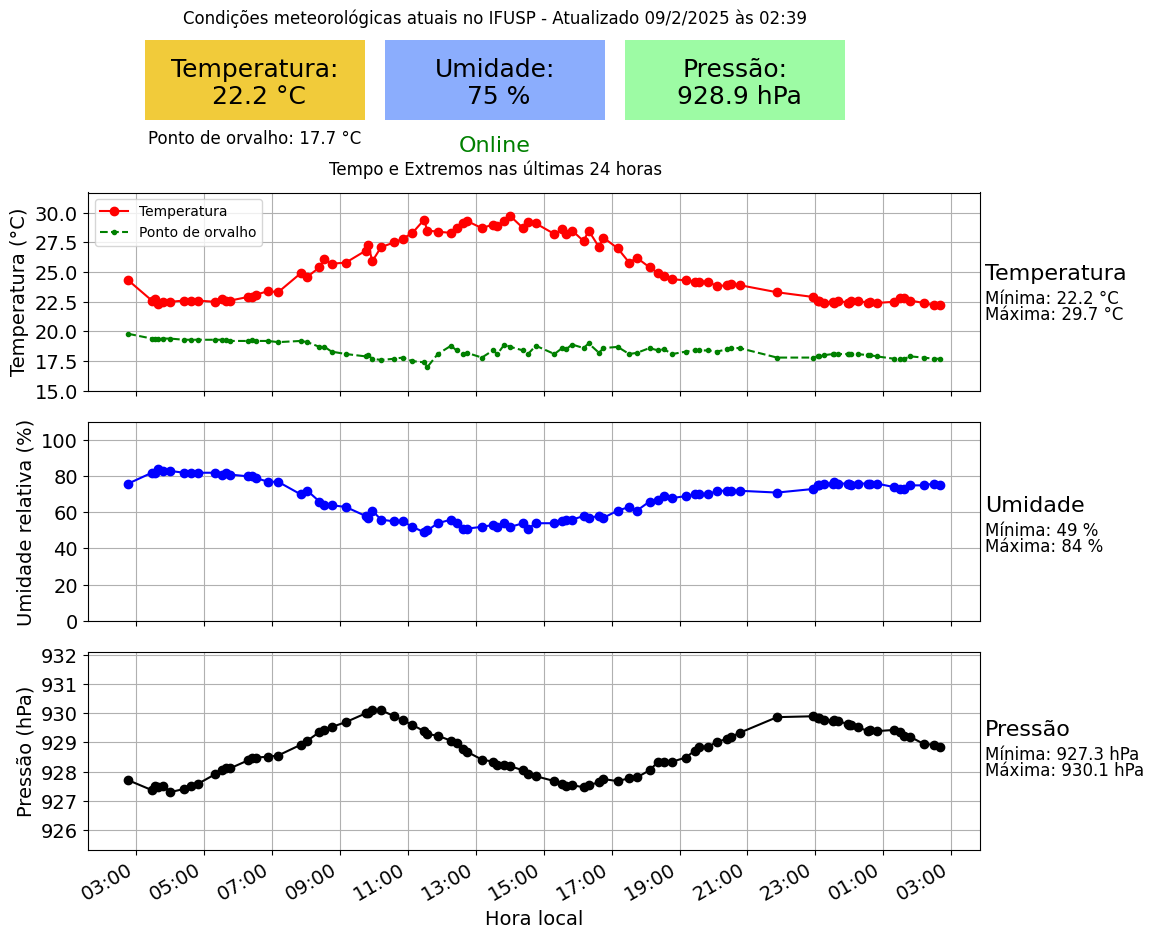 Condições meteorológicas atuais no IFUSP - Atualizado 09/2/2025 às 02:39
Temperatura:
22.2 °C
Umidade:
75 %
Pressão:
928.9 hPa
Ponto de orvalho: 17.7 °C
Online
Tempo e Extremos nas últimas 24 horas
Temperatura (°C)
30.0
27.5
25.0
22.5
20.0
17.5
15.0
Temperatura
Ponto de orvalho
Temperatura
Mínima: 22.2 °C
Máxima: 29.7 °C
Umidade relativa (%)
100
80
60
40
20
0
Umidade
Mínima: 49 %
Máxima: 84 %
Pressão (hPa)
932
931
930
929
928
927
926
Pressão
Mínima: 927.3 hPa
Máxima: 930.1 hPa
03:00 05:00 07:00 09:00 11:00 13:00 15:00 17:00 19:00 21:00 23:00 01:00 03:00
Hora local